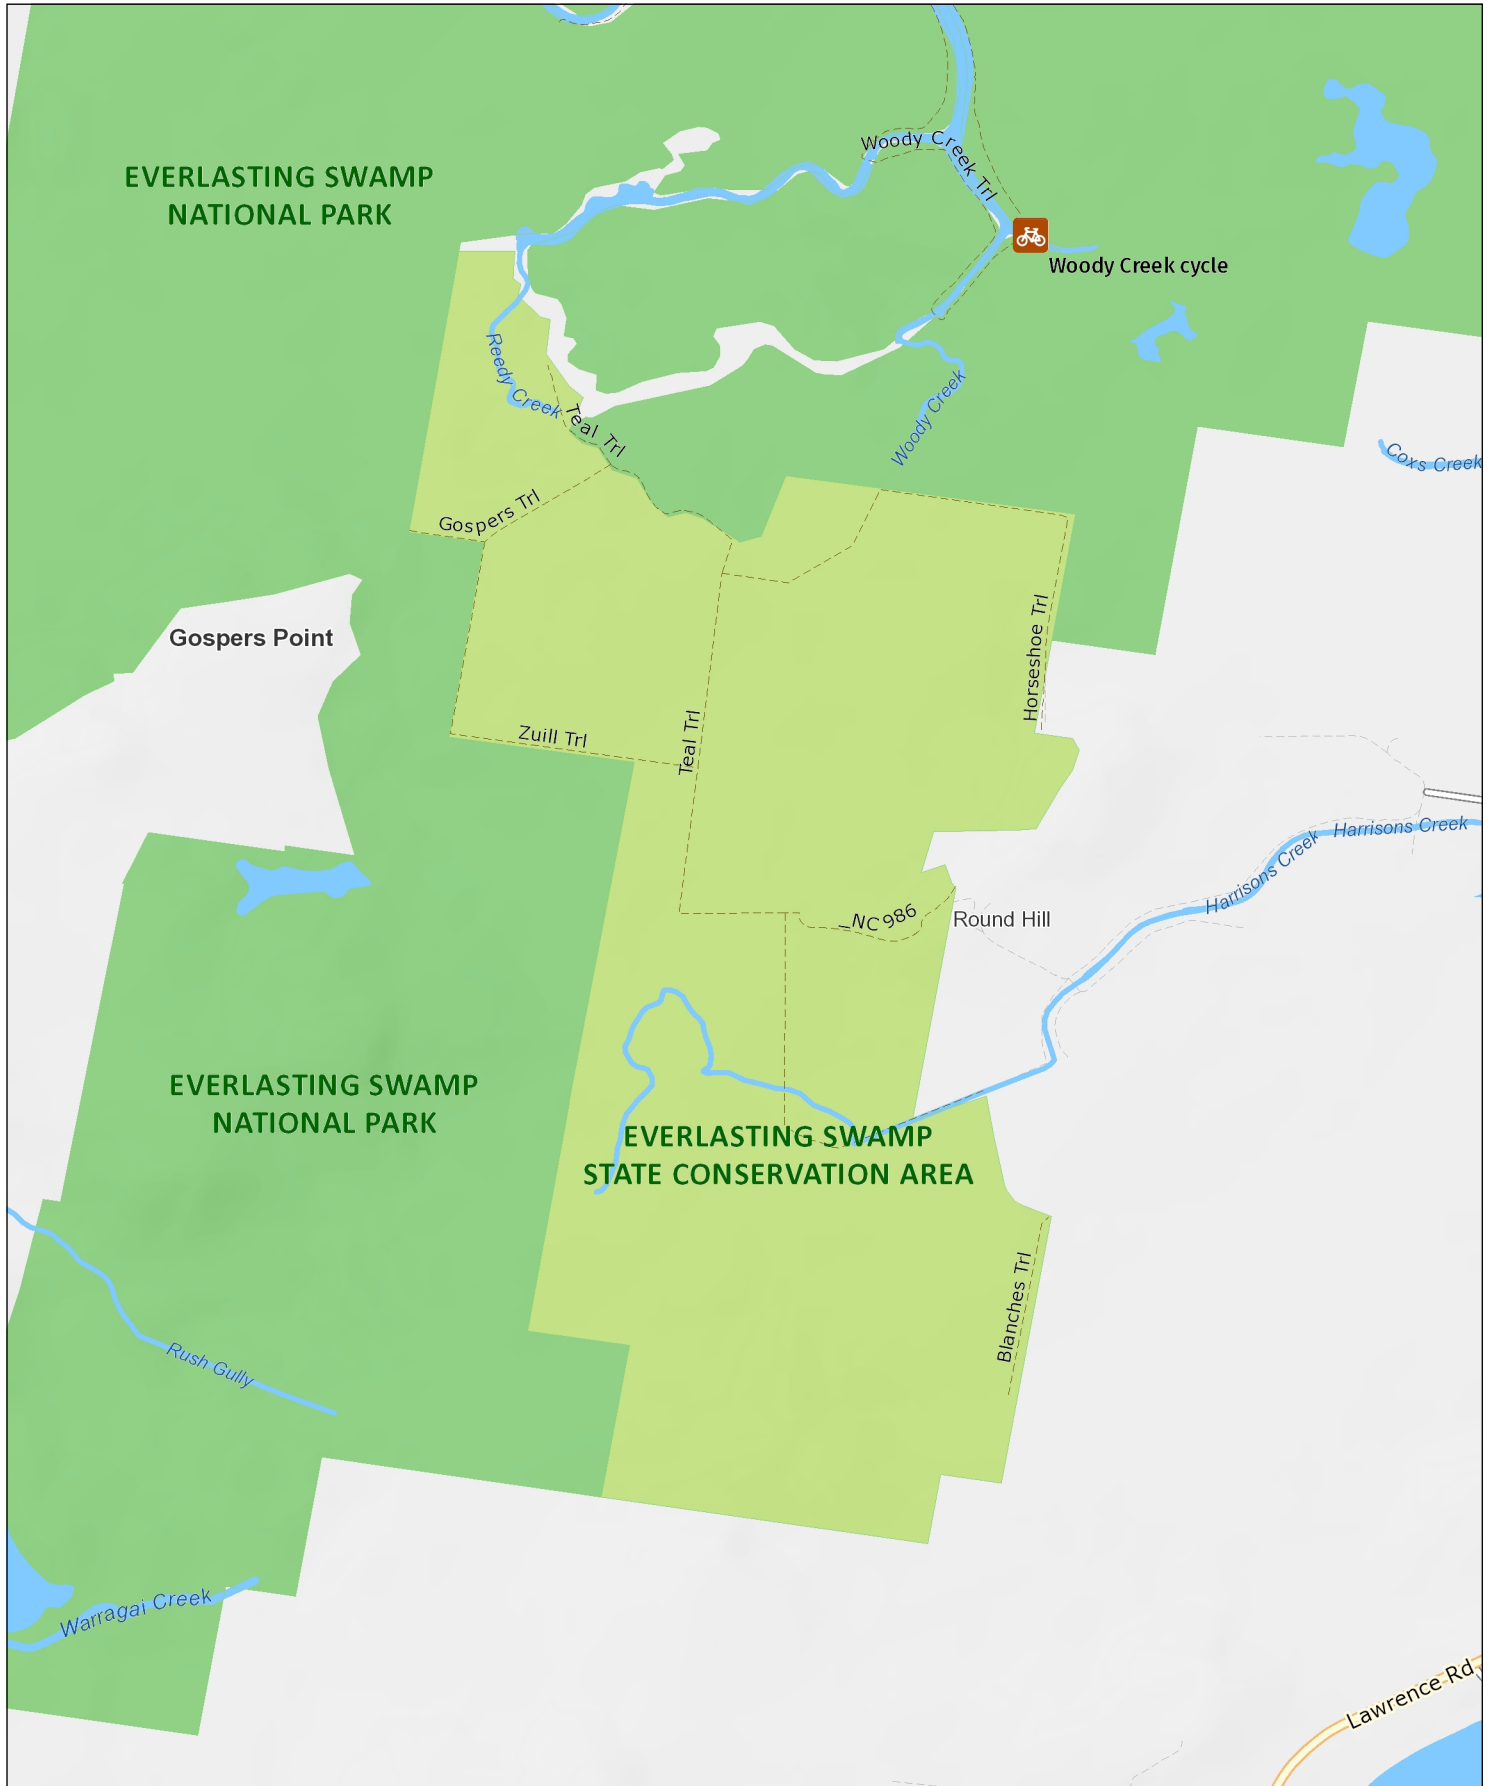 Woody Creek Trl
EVERLASTING SWAMP
NATIONAL PARK
Woody Creek cycle
Reedy Creek
Teal Trl
Woody Creek
Coxs Creek
Gospers Trl
Gospers Point
Horseshoe Trl
Zuill Trl
Teal Trl
Harrisons Creek
Harrisons Creek
_NC 986
Round Hill
EVERLASTING SWAMP
NATIONAL PARK
EVERLASTING SWAMP
STATE CONSERVATION AREA
Blanches Trl
Rush Gully
Warragai Creek
Lawrence Rd